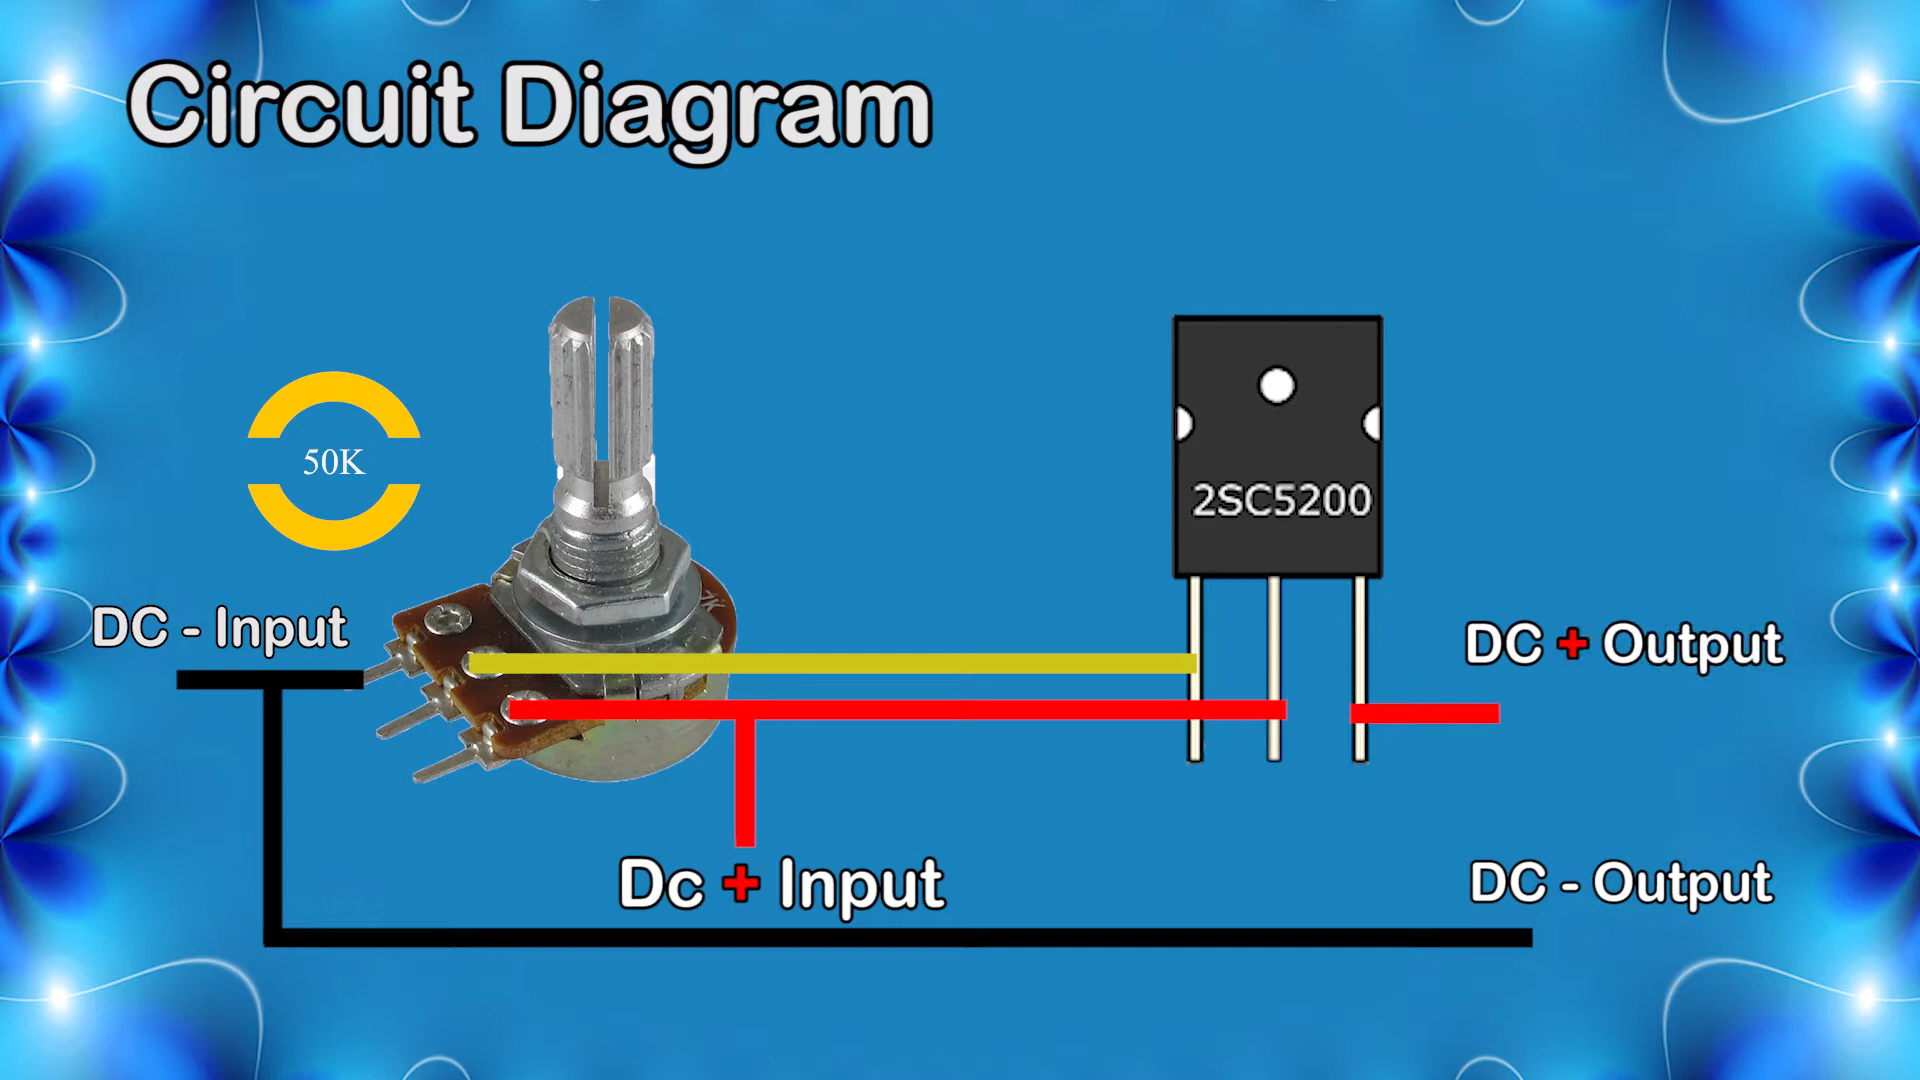 Circuit Diagram
50K
2SC5200
DC - Input
DC + Output
Dc + Input
DC - Output